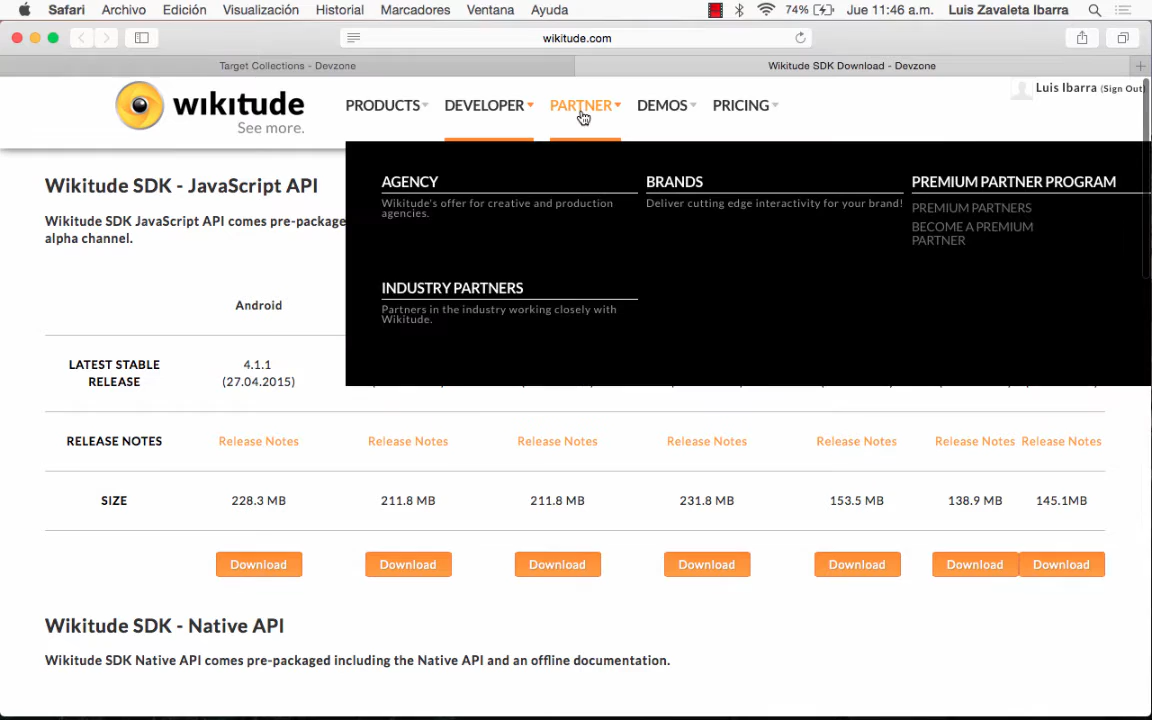 Safari Archivo Edición Visualización Historial Marcadores Ventana Ayuda 74% Jue 11:46 a.m. Luis Zavaleta Ibarra
wikitude.com
Target Collections - Devzone Wikitude SDK Download - Devzone
wikitude
See more.
PRODUCTS DEVELOPER PARTNER DEMOS PRICING
Luis Ibarra (Sign Out)
Wikitude SDK - JavaScript API
Wikitude SDK JavaScript API comes pre-package
alpha channel.
AGENCY
Wikitude's offer for creative and production
agencies.
BRANDS
Deliver cutting edge interactivity for your brand!
PREMIUM PARTNER PROGRAM
PREMIUM PARTNERS
BECOME A PREMIUM
PARTNER
INDUSTRY PARTNERS
Partners in the industry working closely with
Wikitude.
Android
LATEST STABLE
RELEASE
4.1.1
(27.04.2015)
RELEASE NOTES Release Notes Release Notes Release Notes Release Notes Release Notes Release Notes Release Notes
SIZE 228.3 MB 211.8 MB 211.8 MB 231.8 MB 153.5 MB 138.9 MB 145.1MB
Download Download Download Download Download Download Download
Wikitude SDK - Native API
Wikitude SDK Native API comes pre-packaged including the Native API and an offline documentation.